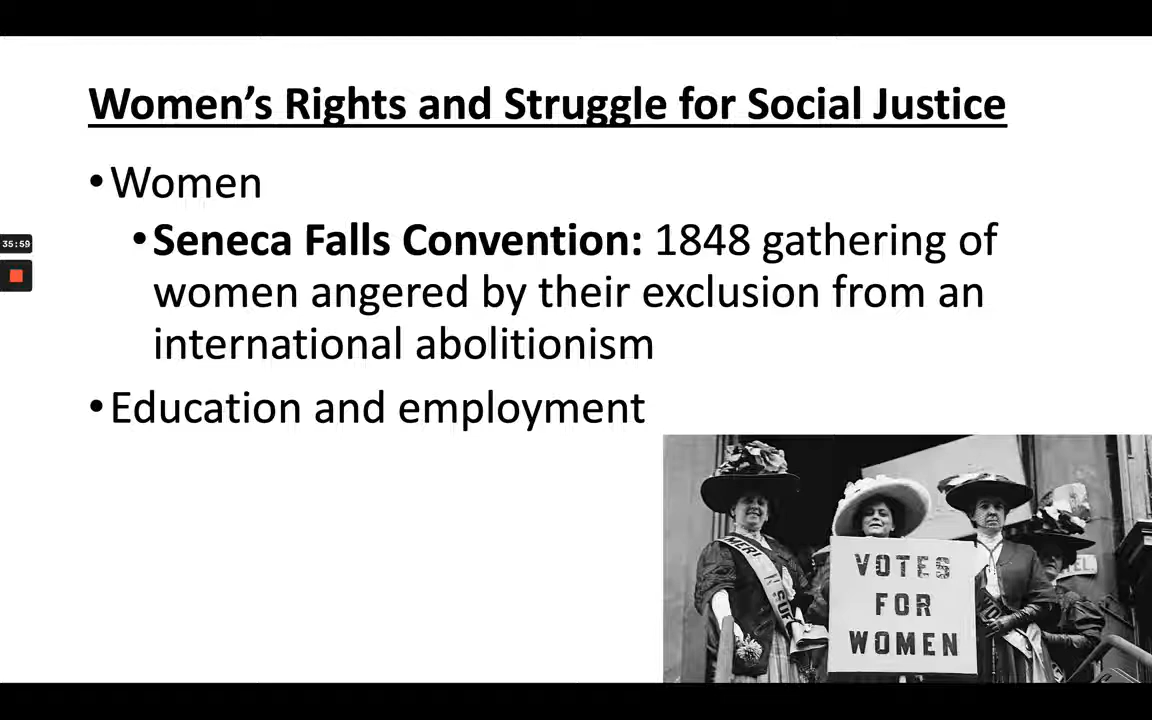 Women’s Rights and Struggle for Social Justice
•Women
•Seneca Falls Convention: 1848 gathering of
women angered by their exclusion from an
international abolitionism
•Education and employment
35:59
VOTES
FOR
WOMEN